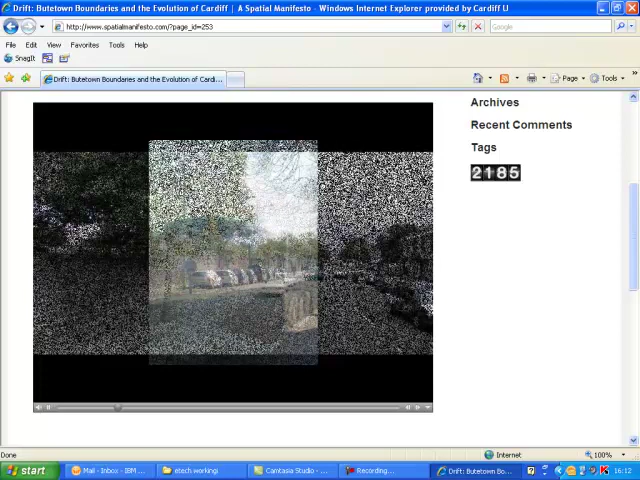 Drift: Butetown Boundaries and the Evolution of Cardiff | A Spatial Manifesto - Windows Internet Explorer provided by Cardiff U
http://www.spatialmanifesto.com/?page_id=253
Google
File Edit View Favorites Tools Help
SnagIt
Drift: Butetown Boundaries and the Evolution of Cardi...
Page Tools
Archives
Recent Comments
Tags
2185
Done
Internet
100%
start
Mail - Inbox - IBM ...
etech workingi
Camtasia Studio - ...
Recording...
Drift: Butetown Bo...
16:12